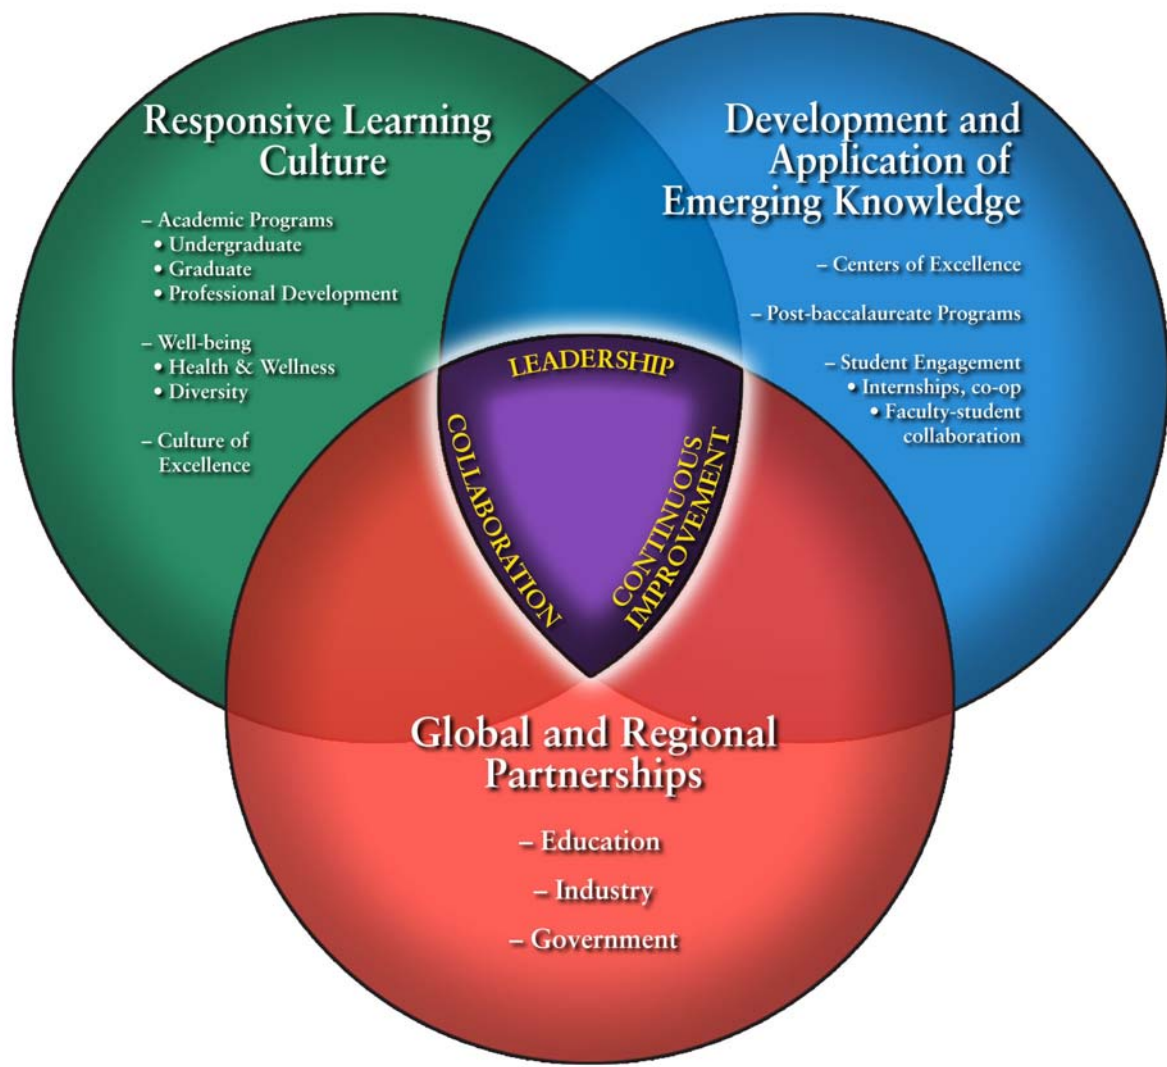 Responsive Learning
Culture
– Academic Programs
• Undergraduate
• Graduate
• Professional Development
– Well-being
• Health & Wellness
• Diversity
– Culture of
Excellence
Development and
Application of
Emerging Knowledge
– Centers of Excellence
– Post-baccalaureate Programs
– Student Engagement
• Internships, co-op
• Faculty-student
collaboration
LEADERSHIP
COLLABORATION
CONTINUOUS
IMPROVEMENT
Global and Regional
Partnerships
– Education
– Industry
– Government